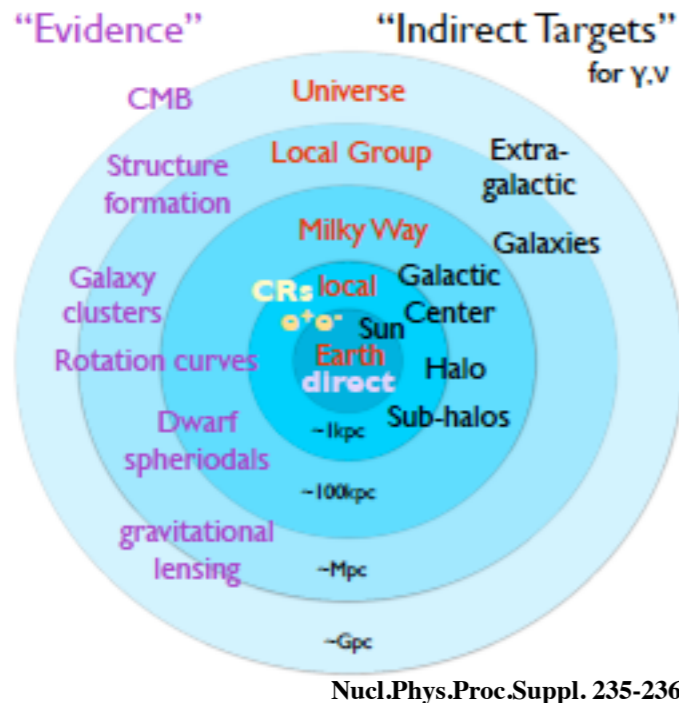 “Evidence”
“Indirect Targets”
for γ,ν
CMB
Universe
Structure
formation
Local Group
Extra-
galactic
Milky Way
Galaxies
Galaxy
clusters
CRs
local
Galactic
Center
e⁺e⁻
Sun
Rotation curves
Earth
direct
Halo
Dwarf
spheriodals
~1kpc
Sub-halos
~100kpc
gravitational
lensing
~Mpc
~Gpc
Nucl.Phys.Proc.Suppl. 235-236